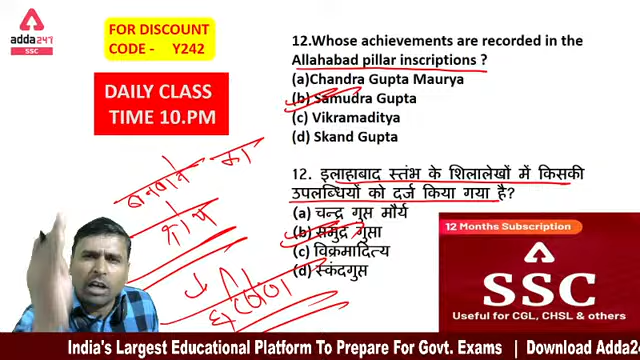 adda247
SSC
FOR DISCOUNT
CODE - Y242
DAILY CLASS
TIME 10.PM
12.Whose achievements are recorded in the
Allahabad pillar inscriptions ?
(a)Chandra Gupta Maurya
(b) Samudra Gupta
(c) Vikramaditya
(d) Skand Gupta
12. इलाहाबाद स्तंभ के शिलालेखों में किसकी
उपलब्धियों को दर्ज किया गया है?
(a) चन्द्र गुप्त मौर्य
(b) समुद्र गुप्ता
(c) विक्रमादित्य
(d) स्कंदगुप्त
बनवाने का
12 Months Subscription
SSC
Useful for CGL, CHSL & others
India's Largest Educational Platform To Prepare For Govt. Exams | Download Adda2